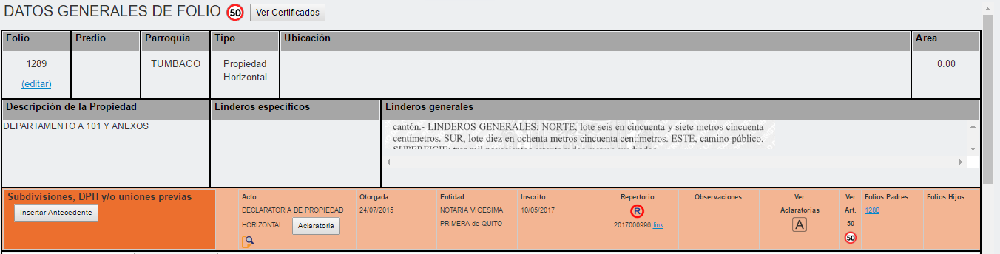 DATOS GENERALES DE FOLIO 50 Ver Certificados
Folio Predio Parroquia Tipo Ubicación Area
1289 TUMBACO Propiedad 0.00
Horizontal
(editar)
Descripción de la Propiedad Linderos específicos Linderos generales
DEPARTAMENTO A 101 Y ANEXOS
cantón.- LINDEROS GENERALES: NORTE, lote seis en cincuenta y siete metros cincuenta
centímetros. SUR, lote diez en ochenta metros cincuenta centímetros. ESTE, camino público.
Subdivisiones, DPH y/o uniones previas
Insertar Antecedente
Acto:
DECLARATORIA DE PROPIEDAD
HORIZONTAL Aclaratoria
Otorgada:
24/07/2015
Entidad:
NOTARIA VIGESIMA
PRIMERA de QUITO
Inscrito:
10/05/2017
Repertorio:
R
2017000996 link
Observaciones:
Ver
Aclaratorias
A
Ver
Art.
50
50
Folios Padres:
1288
Folios Hijos: